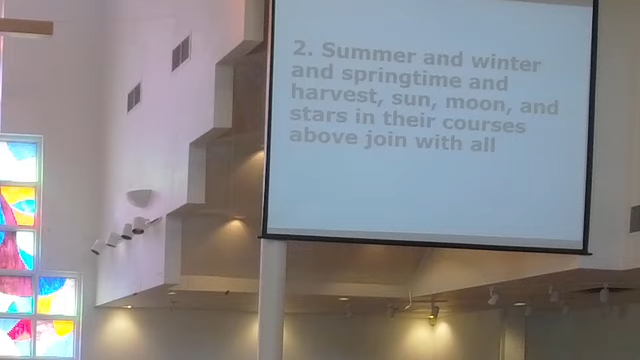 2. Summer and winter
and springtime and
harvest, sun, moon, and
stars in their courses
above join with all